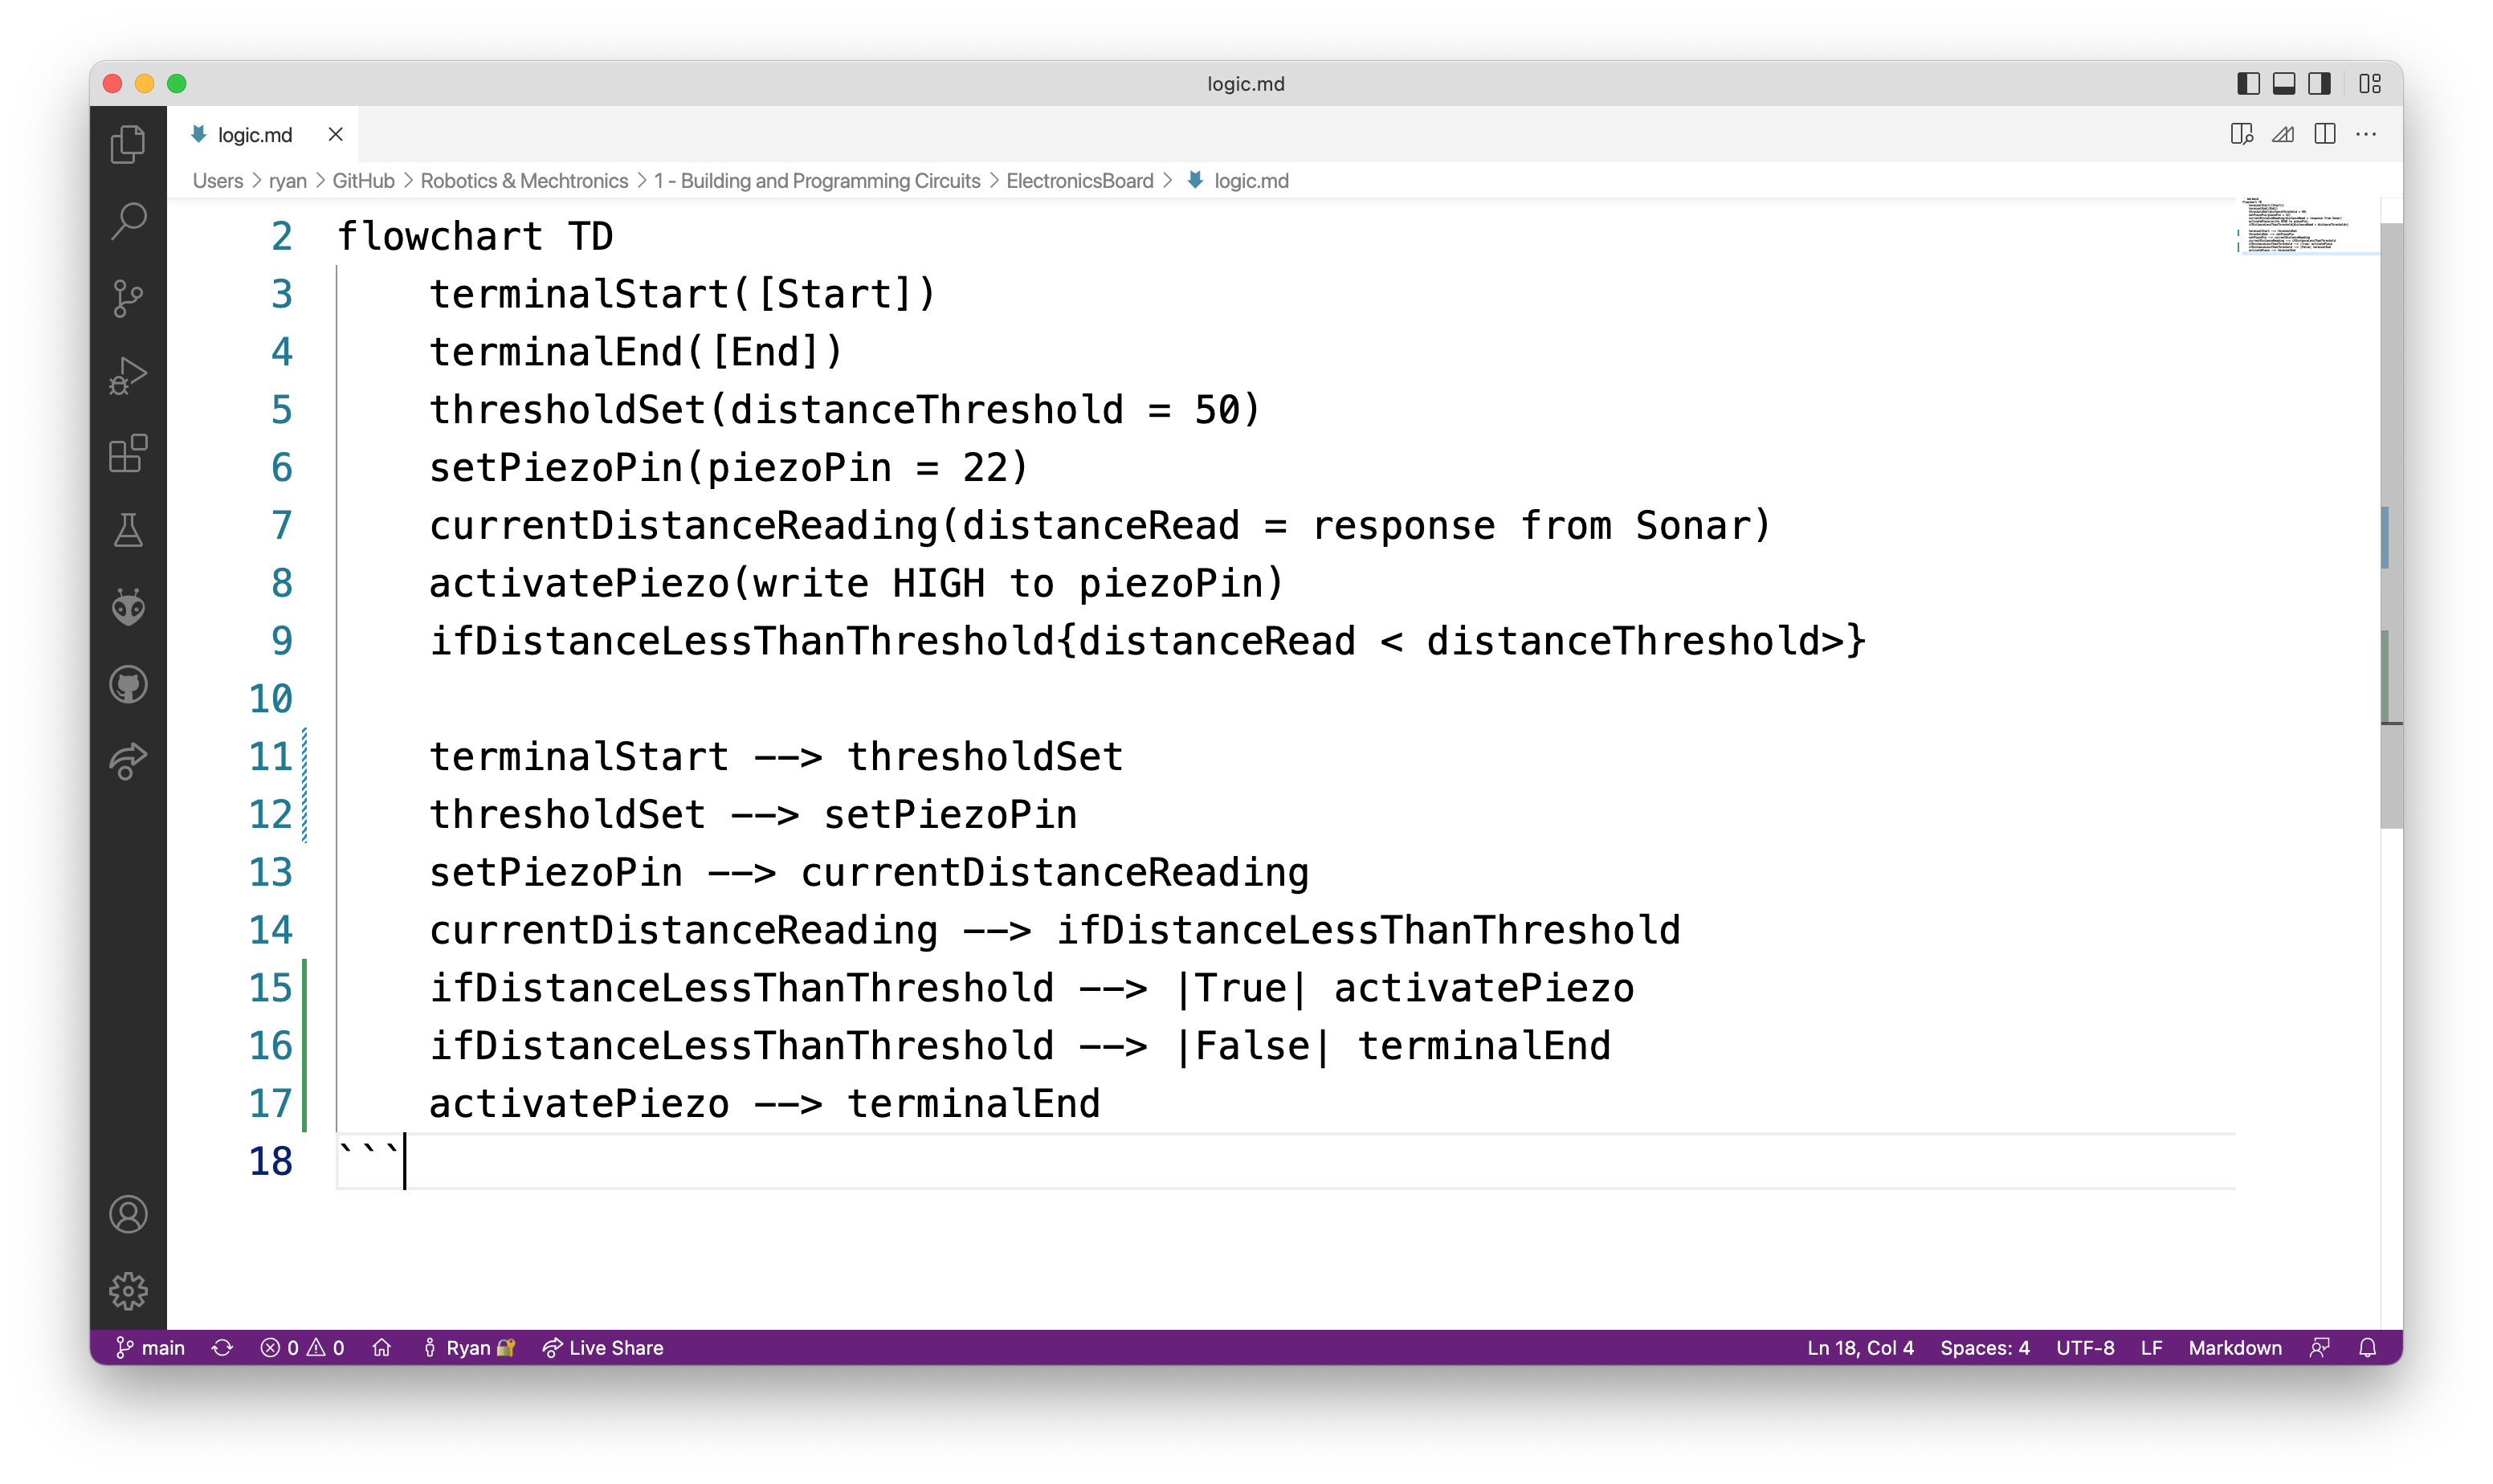 logic.md
logic.md
Users > ryan > GitHub > Robotics & Mechtronics > 1 - Building and Programming Circuits > ElectronicsBoard > logic.md
2 flowchart TD
3 terminalStart([Start])
4 terminalEnd([End])
5 thresholdSet(distanceThreshold = 50)
6 setPiezoPin(piezoPin = 22)
7 currentDistanceReading(distanceRead = response from Sonar)
8 activatePiezo(write HIGH to piezoPin)
9 ifDistanceLessThanThreshold{distanceRead < distanceThreshold>}
10
11 terminalStart --> thresholdSet
12 thresholdSet --> setPiezoPin
13 setPiezoPin --> currentDistanceReading
14 currentDistanceReading --> ifDistanceLessThanThreshold
15 ifDistanceLessThanThreshold --> |True| activatePiezo
16 ifDistanceLessThanThreshold --> |False| terminalEnd
17 activatePiezo --> terminalEnd
18 ```
main 0 0 Ryan Live Share Ln 18, Col 4 Spaces: 4 UTF-8 LF Markdown